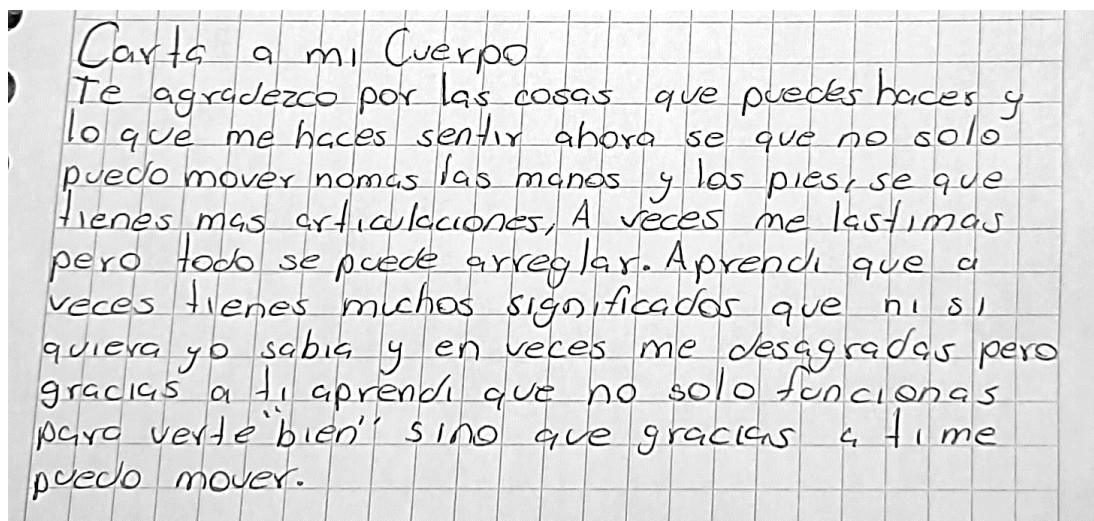 Carta a mi Cuerpo
Te agradezco por las cosas que puedes hacer y
lo que me haces sentir ahora se que no solo
puedo mover nomas las manos y los pies, se que
tienes mas articulaciones, A veces me lastimas
pero todo se puede arreglar. Aprendi que a
veces tienes muchos significados que ni si
quiera yo sabia y en veces me desagradas pero
gracias a ti aprendi que no solo funcionas
para verte "bien" sino que gracias a ti me
puedo mover.